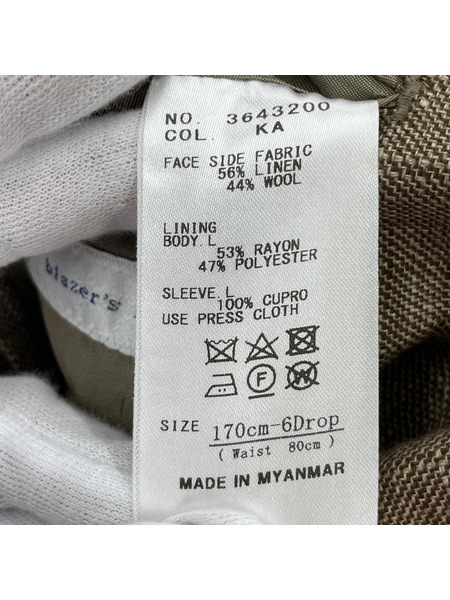 NO. 3643200
COL. KA
FACE SIDE FABRIC
56% LINEN
44% WOOL
LINING
BODY.L
53% RAYON
47% POLYESTER
SLEEVE.L
100% CUPRO
USE PRESS CLOTH
F W
SIZE 170cm-6Drop
( Waist 80cm )
MADE IN MYANMAR
blazer's